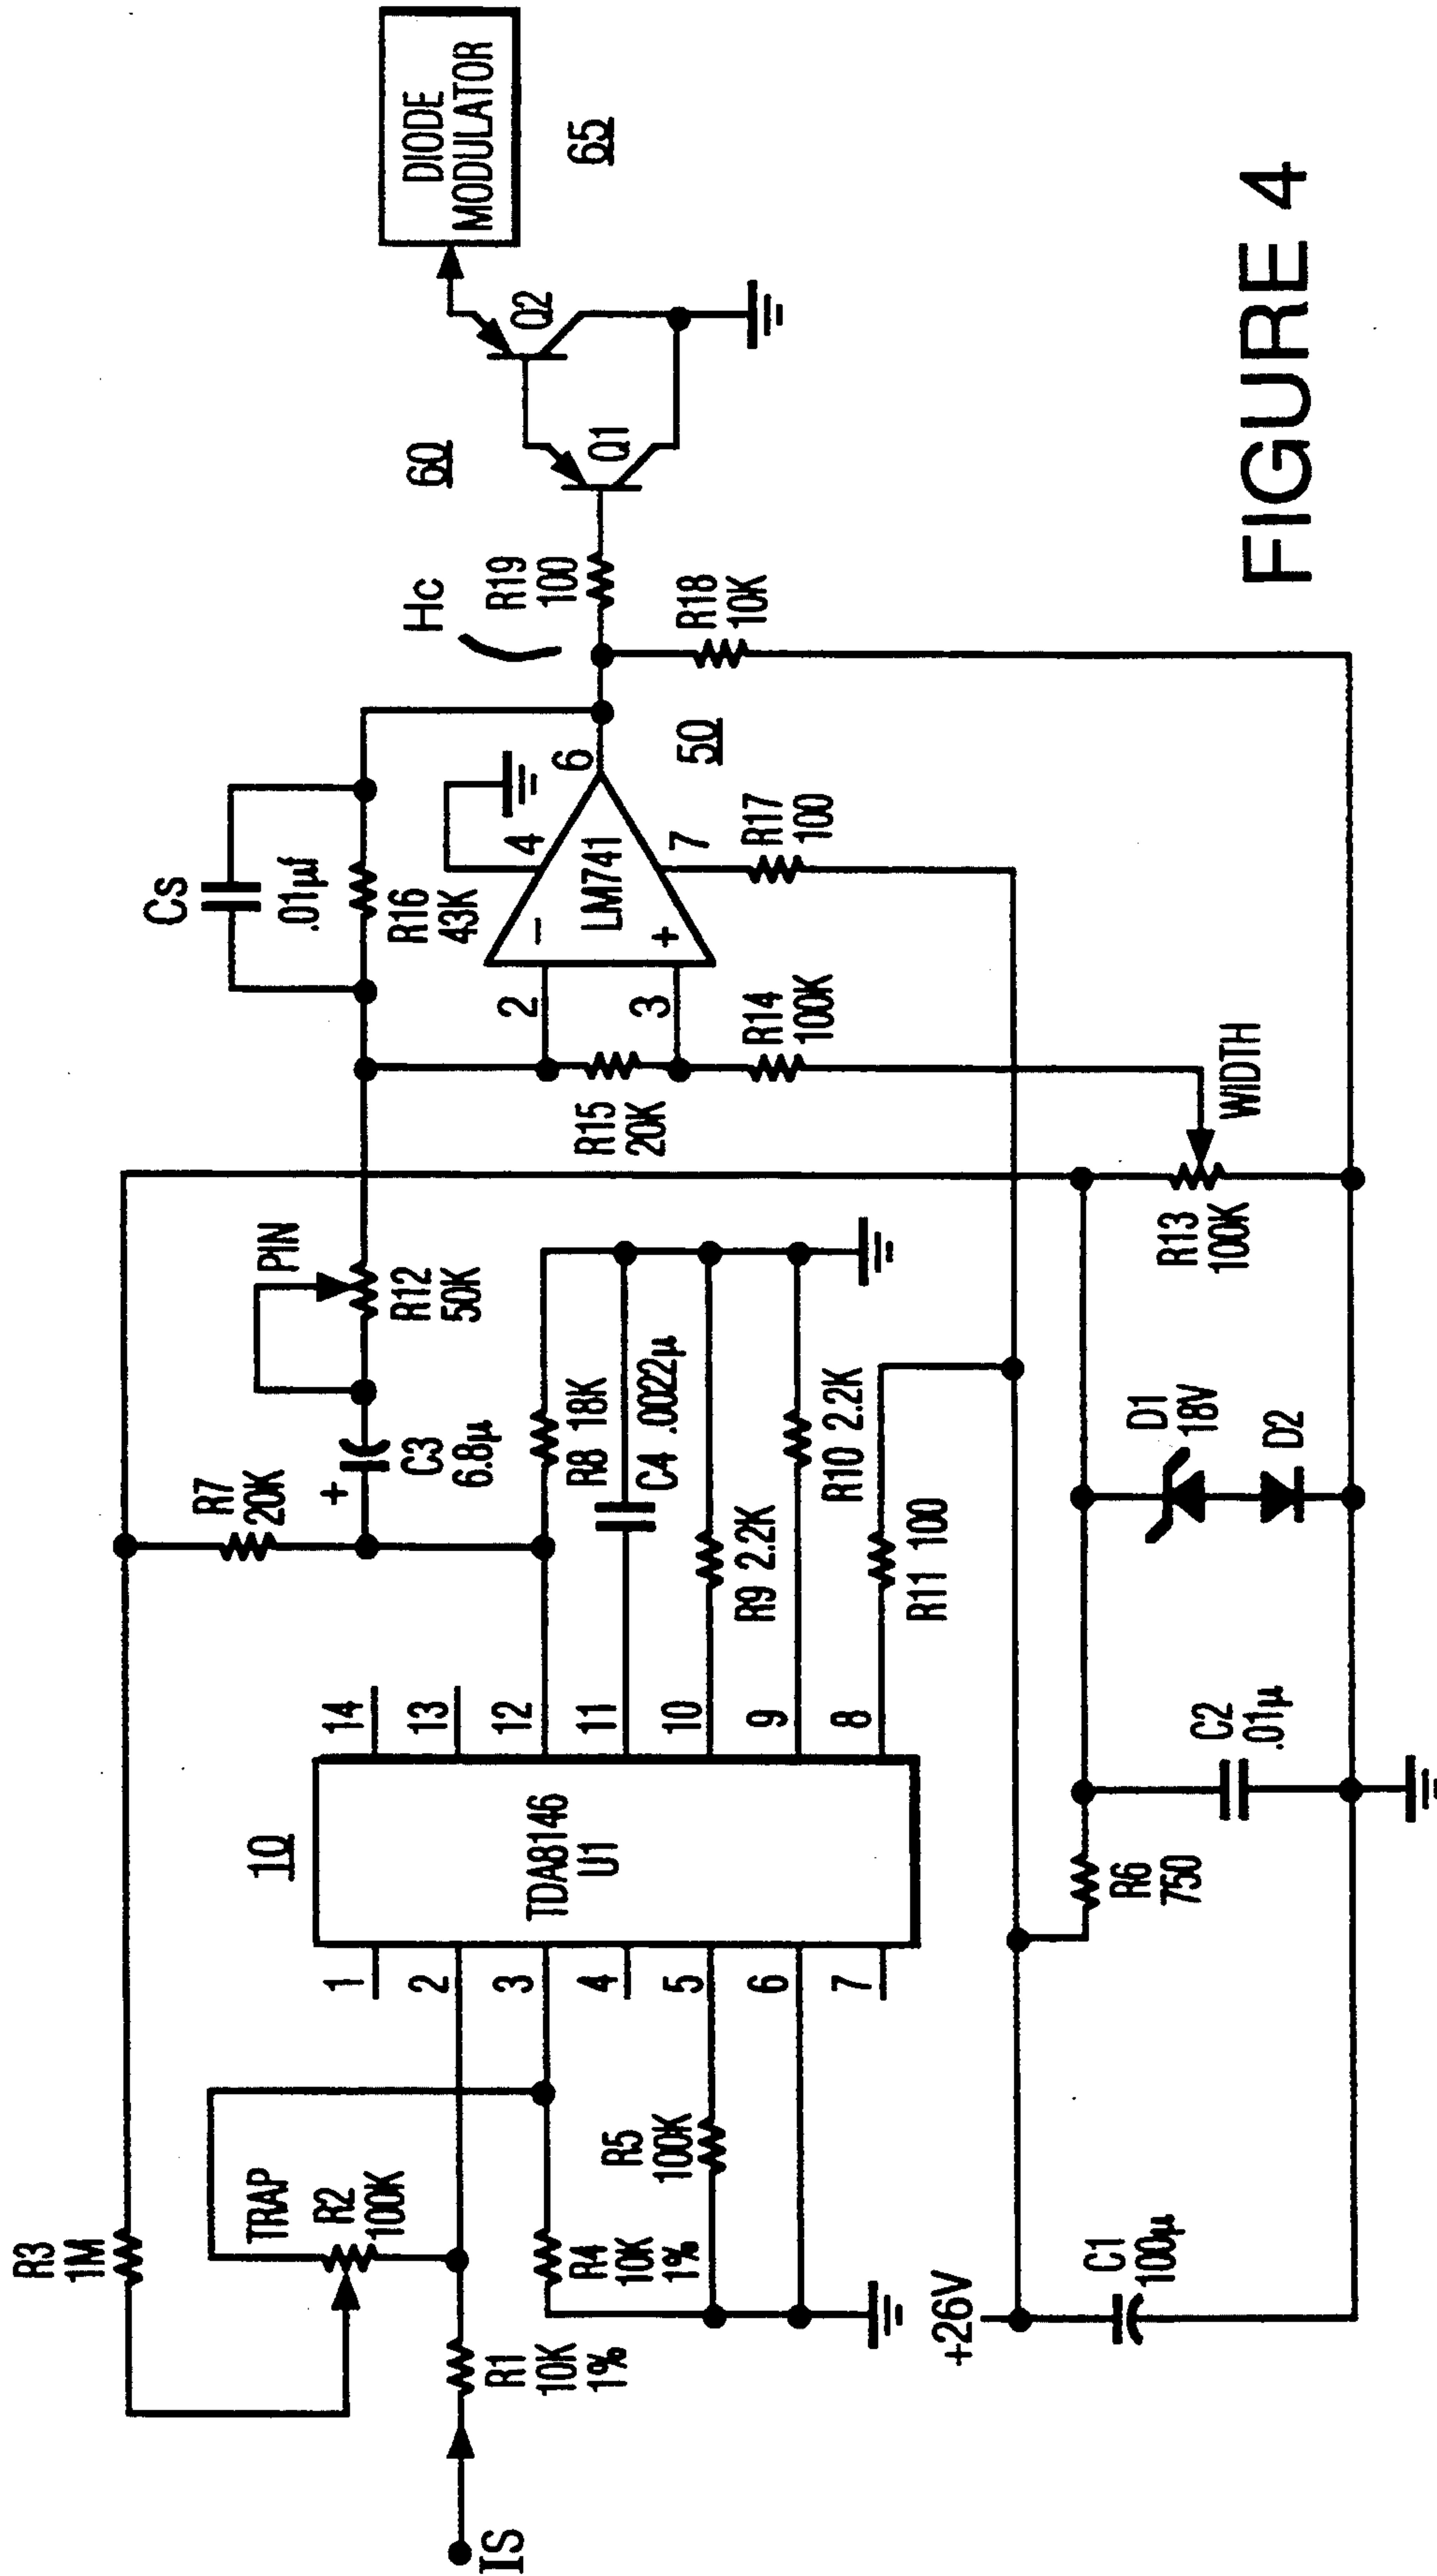 IS
R1
10K
1%
R3
1M
TRAP
R2
100K
R4
10K
1%
R5
100K
+26V
C1
100µ
10
TDA8146
U1
1
2
3
4
5
6
7
14
13
12
11
10
9
8
R6
750
C2
.01µ
R7
20K
+
C3
6.8µ
R8 18K
C4 .0022µ
R9 2.2K
R10 2.2K
R11 100
D1
18V
D2
PIN
R12
50K
R13
100K
WIDTH
R15
20K
R14
100K
Cs
.01µf
R16
43K
2
3
−
+
LM741
4
6
7
50
R17
100
Hc
R19
100
R18
10K
60
Q1
Q2
DIODE
MODULATOR
65
FIGURE 4